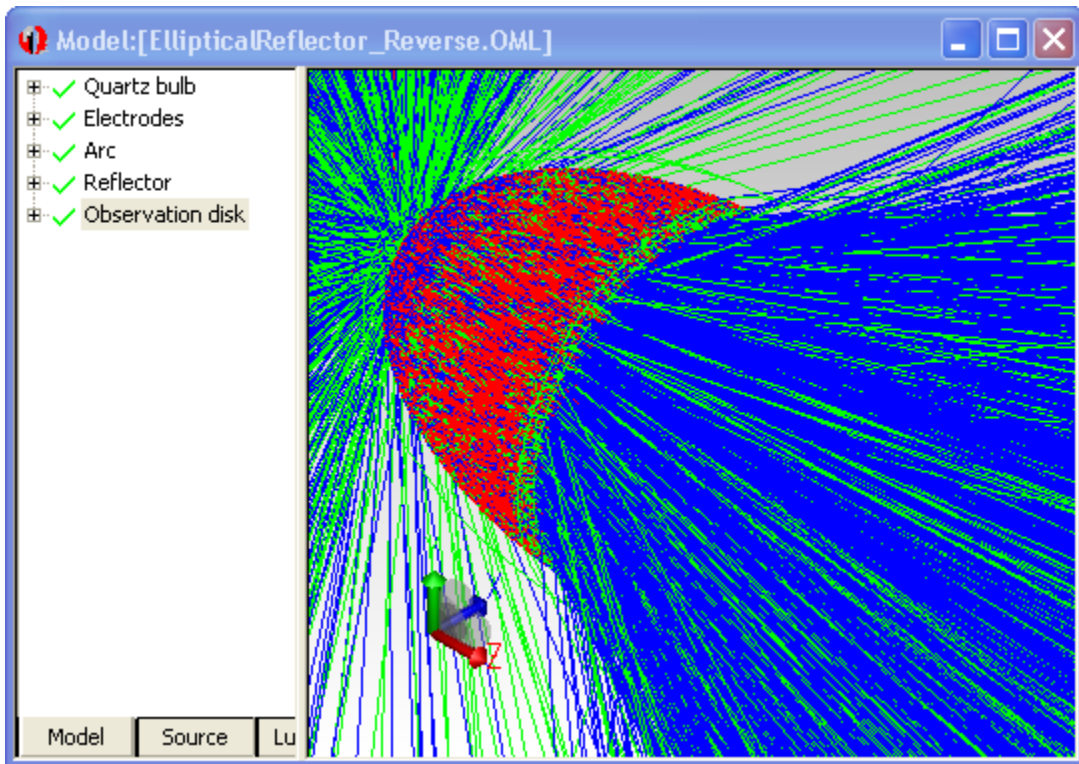 Model:[EllipticalReflector_Reverse.OML]
Quartz bulb
Electrodes
Arc
Reflector
Observation disk
X
Z
Model Source Lu